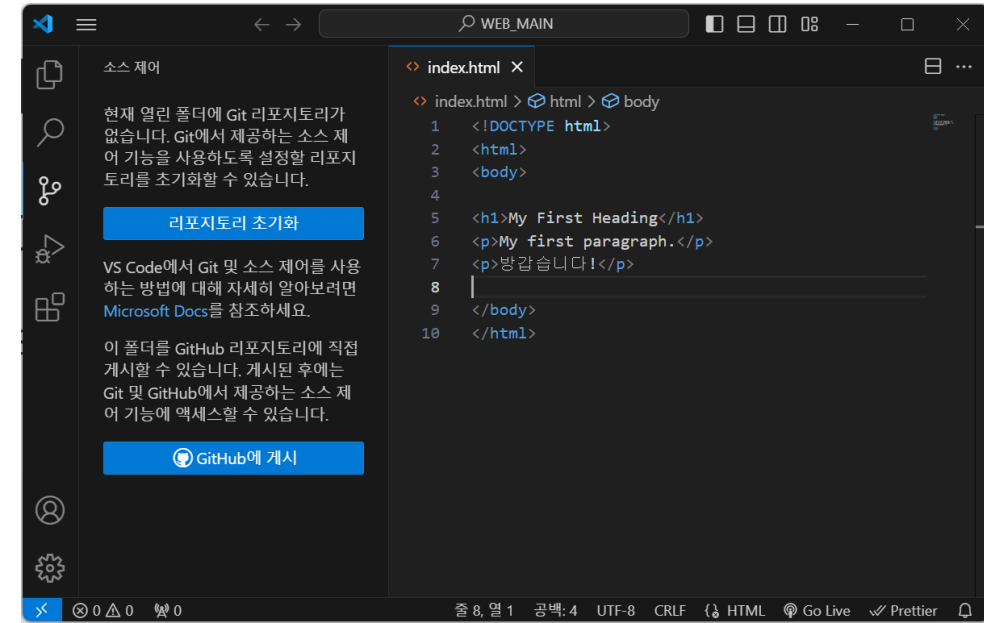 WEB_MAIN
소스 제어
현재 열린 폴더에 Git 리포지토리가
없습니다. Git에서 제공하는 소스 제
어 기능을 사용하도록 설정할 리포지
토리를 초기화할 수 있습니다.
리포지토리 초기화
VS Code에서 Git 및 소스 제어를 사용
하는 방법에 대해 자세히 알아보려면
Microsoft Docs를 참조하세요.
이 폴더를 GitHub 리포지토리에 직접
게시할 수 있습니다. 게시된 후에는
Git 및 GitHub에서 제공하는 소스 제
어 기능에 액세스할 수 있습니다.
GitHub에 게시
index.html
index.html > html > body
1 <!DOCTYPE html>
2 <html>
3 <body>
4
5 <h1>My First Heading</h1>
6 <p>My first paragraph.</p>
7 <p>방갑습니다!</p>
8
9 </body>
10 </html>
0 0 0 줄 8, 열 1 공백: 4 UTF-8 CRLF HTML Go Live Prettier